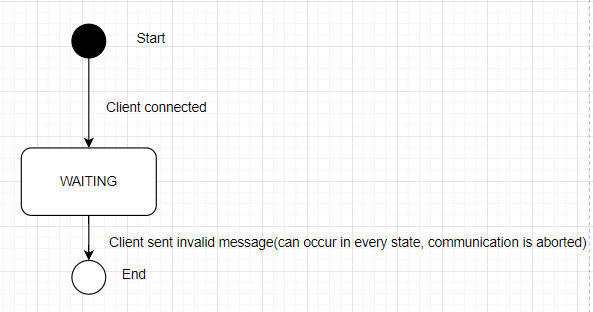 Start
Client connected
WAITING
Client sent invalid message(can occur in every state, communication is aborted)
End